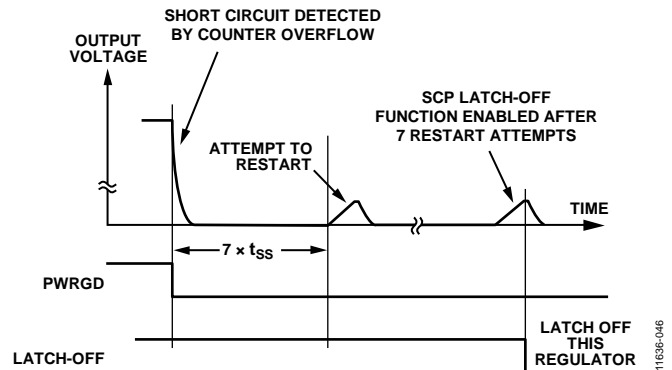 SHORT CIRCUIT DETECTED
BY COUNTER OVERFLOW
OUTPUT
VOLTAGE
SCP LATCH-OFF
FUNCTION ENABLED AFTER
7 RESTART ATTEMPTS
ATTEMPT TO
RESTART
TIME
7 × tSS
PWRGD
LATCH-OFF
LATCH OFF
THIS
REGULATOR
11636-046